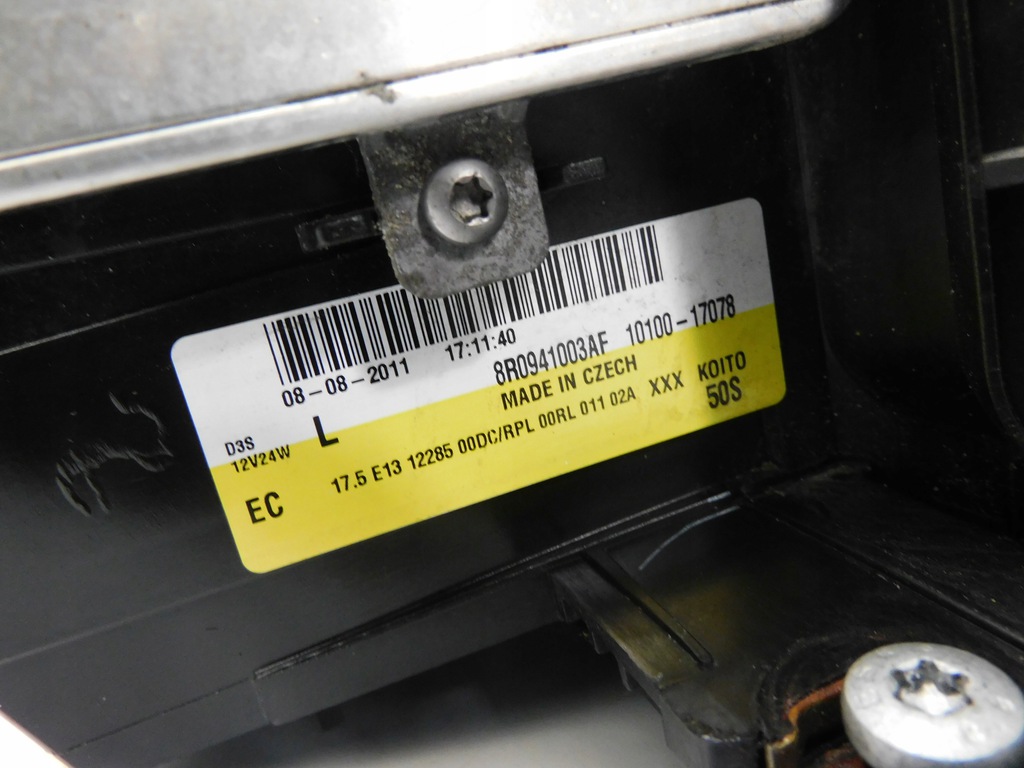 08-08-2011 17:11:40
8R0941003AF 10100-17078
MADE IN CZECH
D3S
12V24W
L
17.5 E13 12285 00DC/RPL 00RL 011 02A XXX KOITO
50S
EC